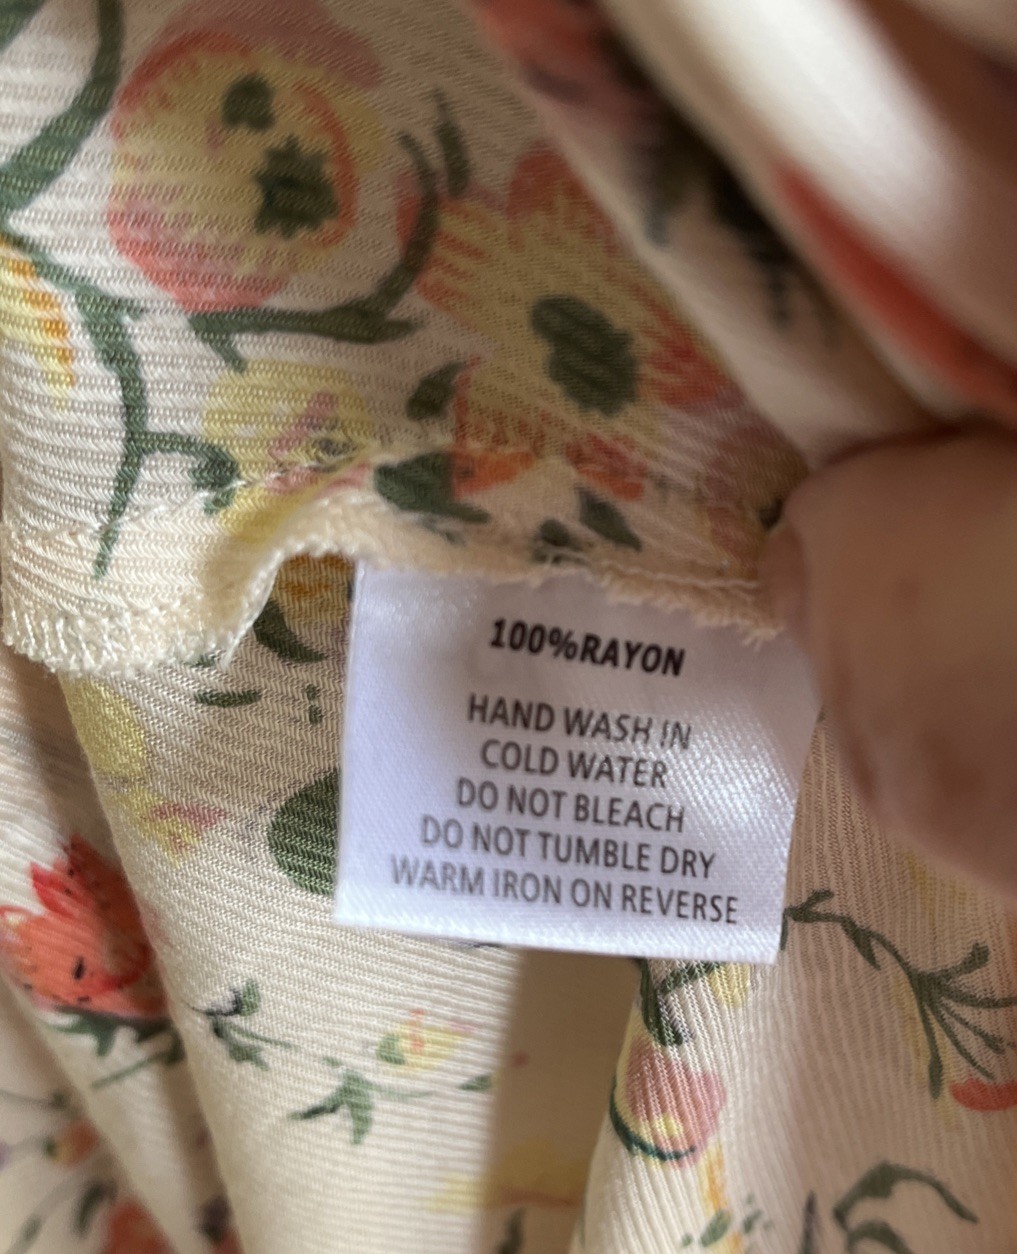 100%RAYON
HAND WASH IN
COLD WATER
DO NOT BLEACH
DO NOT TUMBLE DRY
WARM IRON ON REVERSE